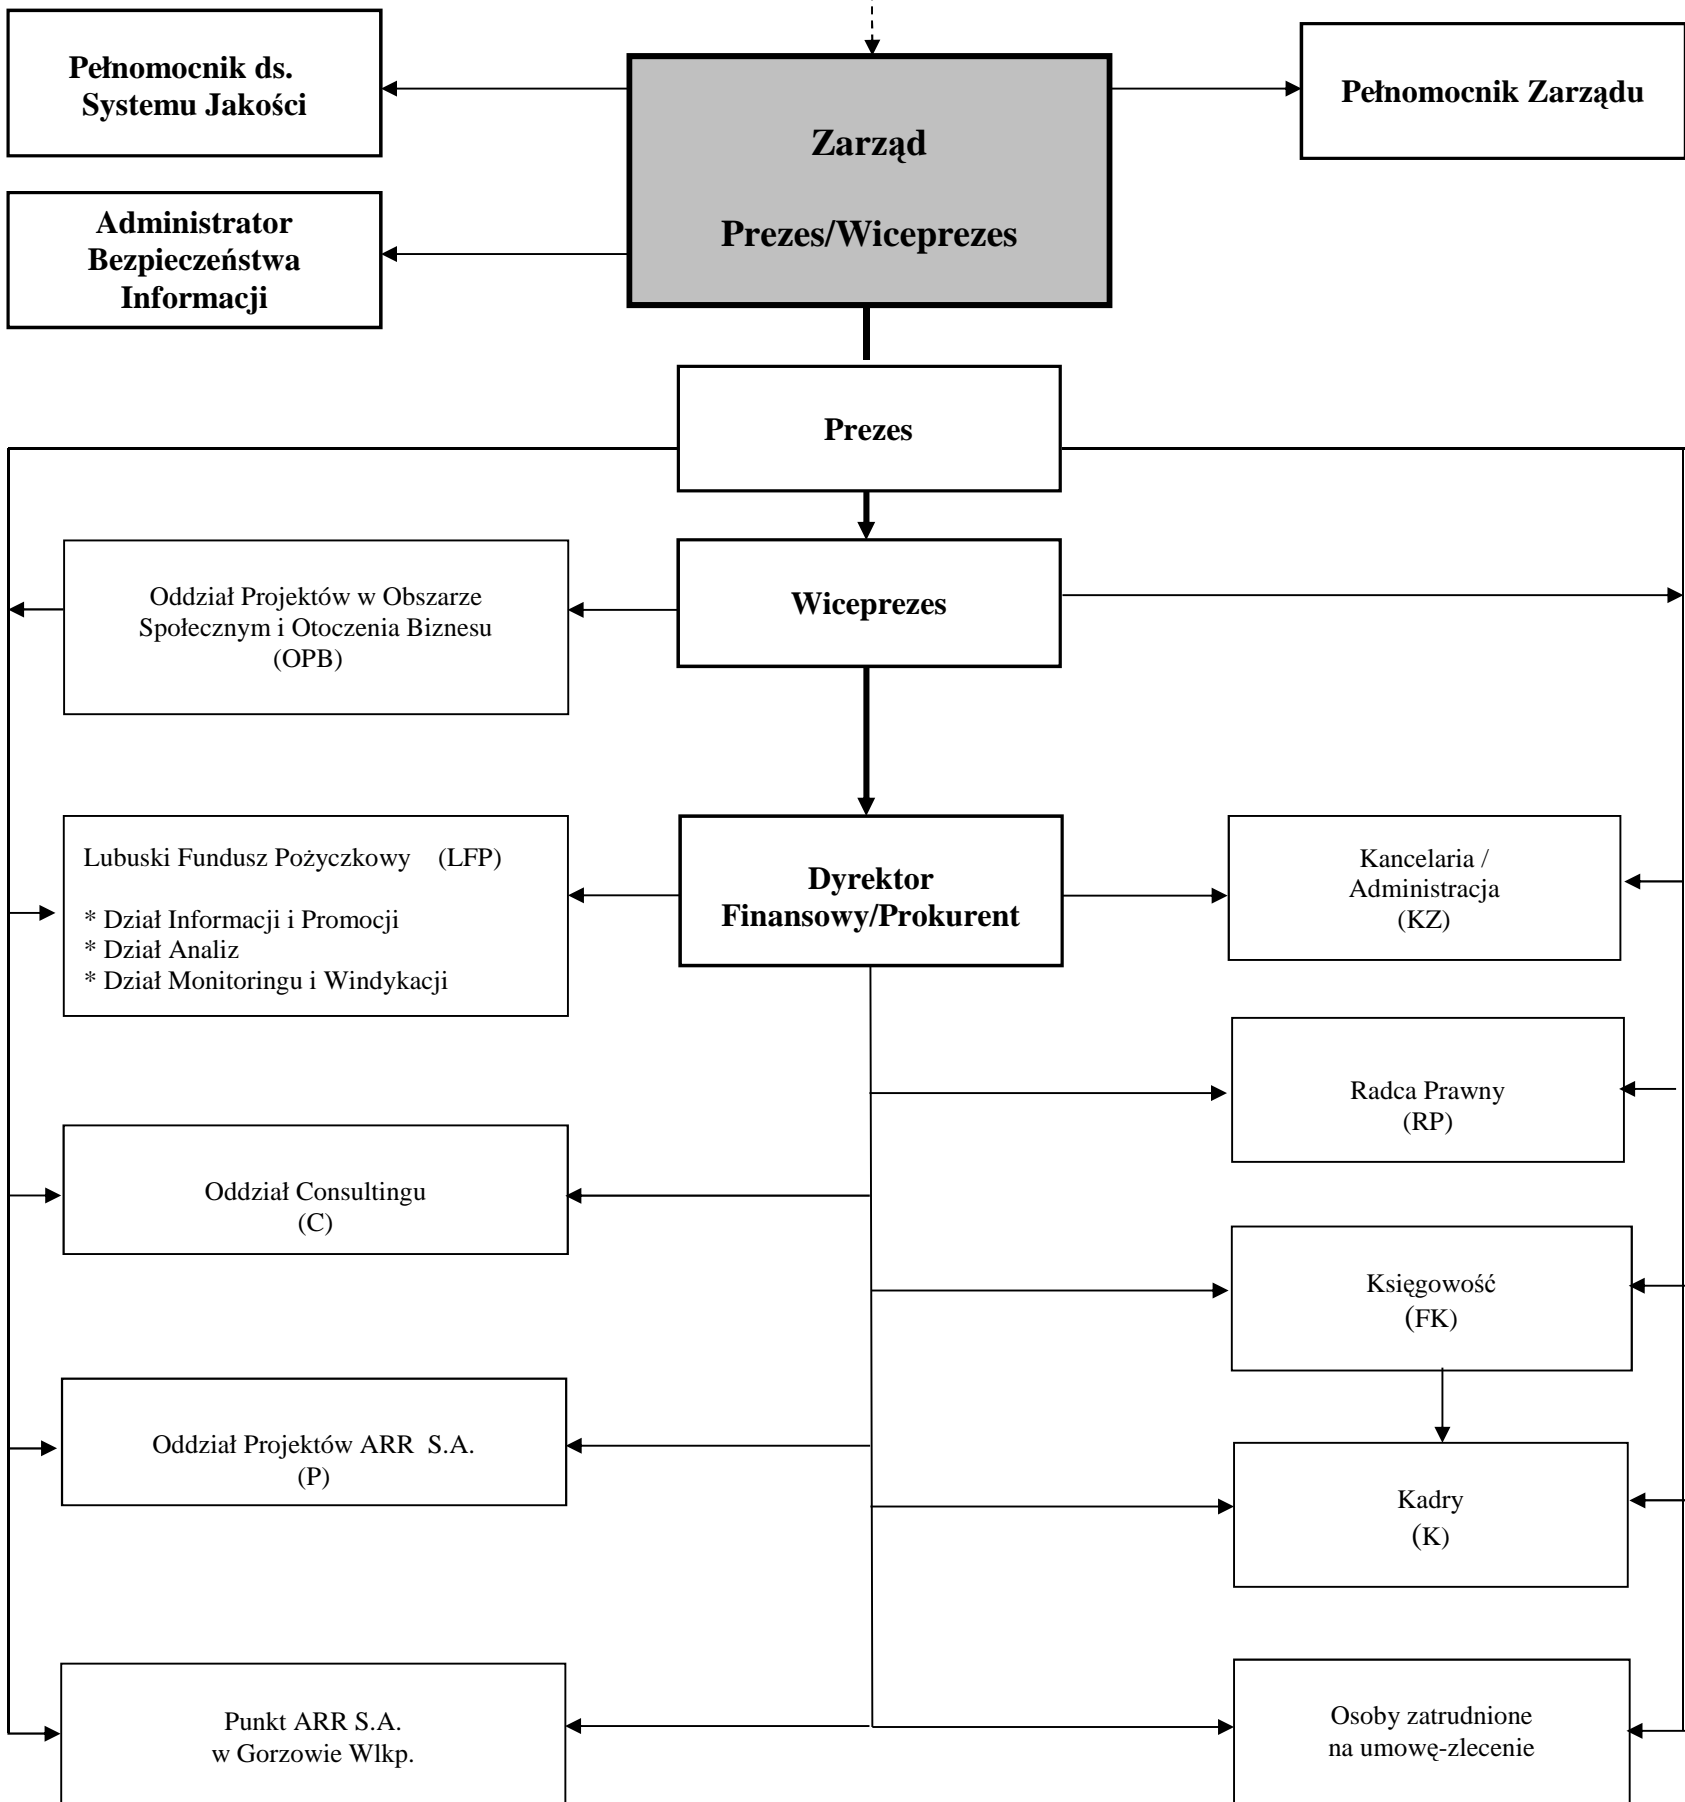 Pełnomocnik ds.
Systemu Jakości
Zarząd
Prezes/Wiceprezes
Pełnomocnik Zarządu
Administrator
Bezpieczeństwa
Informacji
Prezes
Oddział Projektów w Obszarze
Społecznym i Otoczenia Biznesu
(OPB)
Wiceprezes
Lubuski Fundusz Pożyczkowy (LFP)
* Dział Informacji i Promocji
* Dział Analiz
* Dział Monitoringu i Windykacji
Dyrektor
Finansowy/Prokurent
Kancelaria /
Administracja
(KZ)
Radca Prawny
(RP)
Oddział Consultingu
(C)
Księgowość
(FK)
Oddział Projektów ARR S.A.
(P)
Kadry
(K)
Punkt ARR S.A.
w Gorzowie Wlkp.
Osoby zatrudnione
na umowę-zlecenie